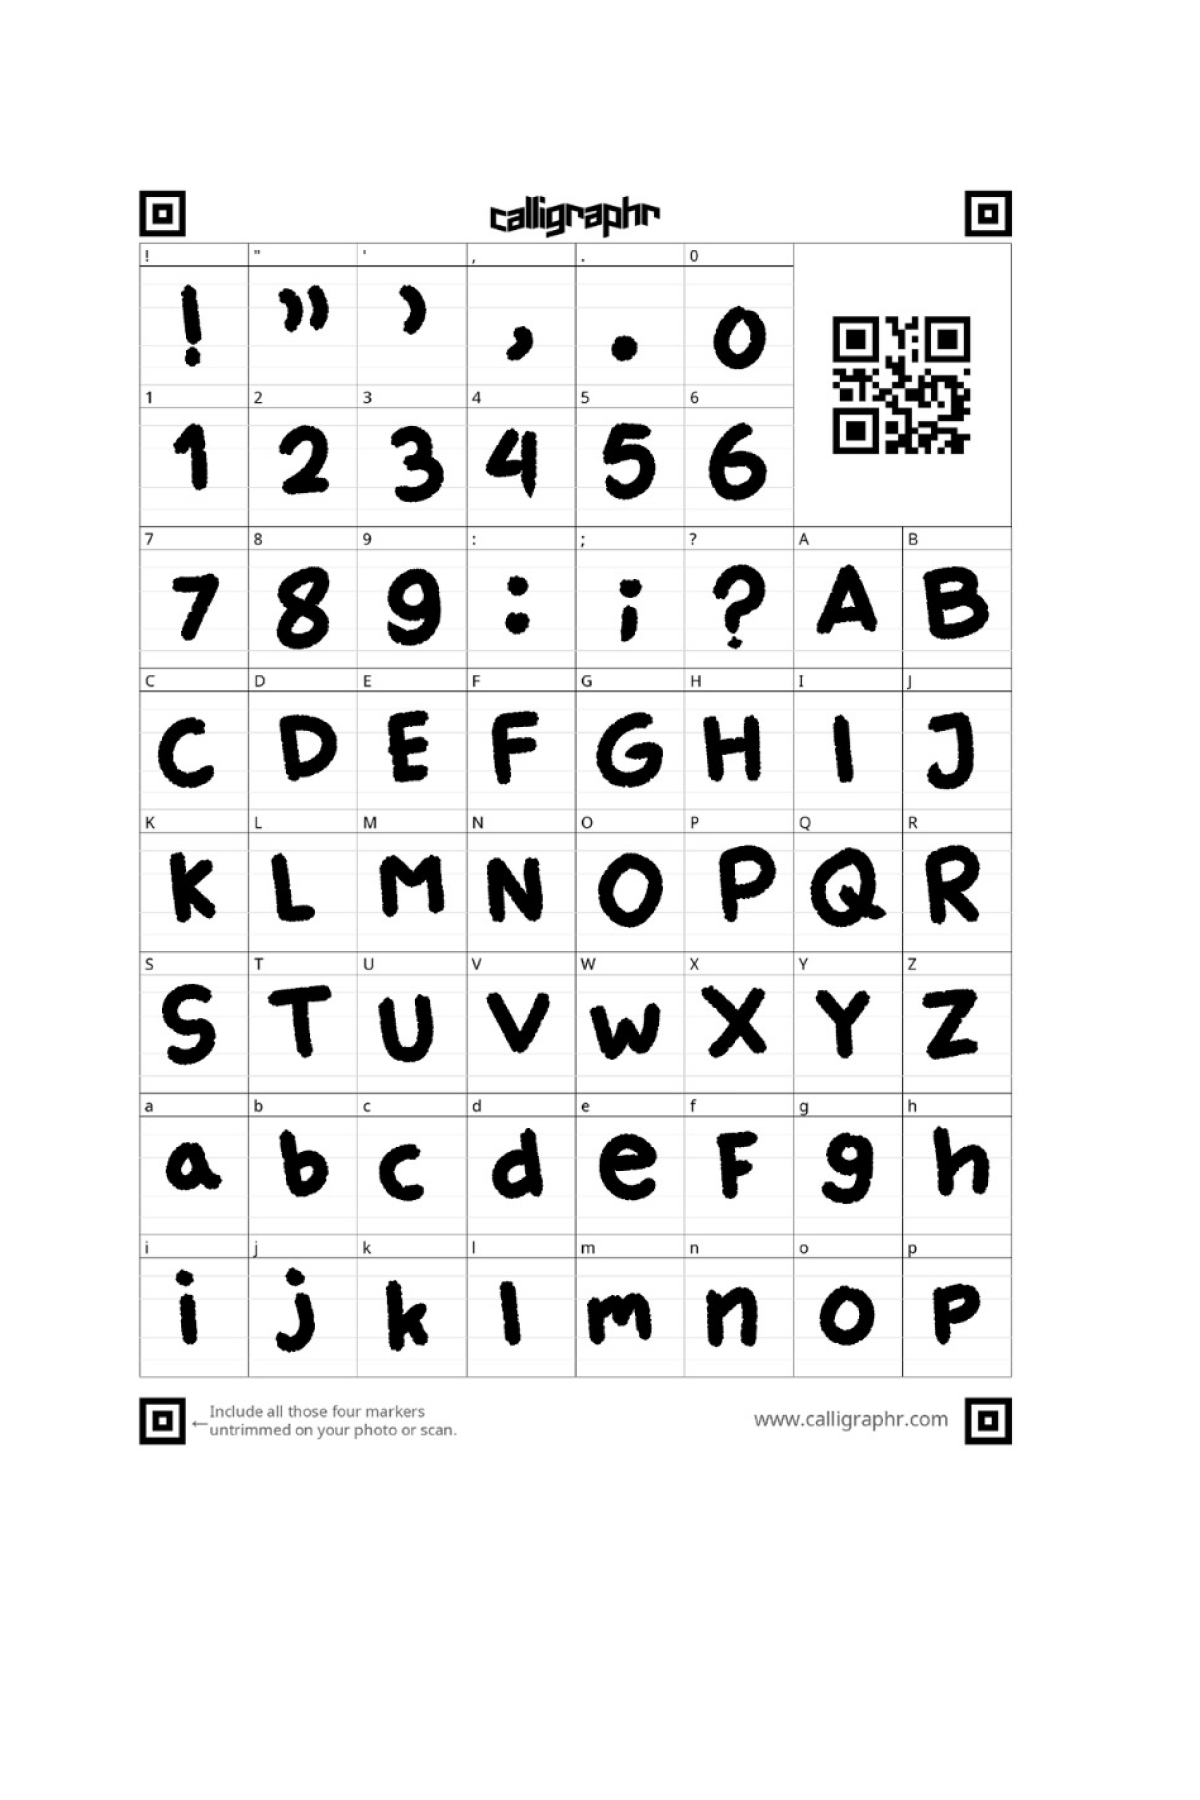 calligraphr
! " ' , . 0
! " ' , . 0
1 2 3 4 5 6
1 2 3 4 5 6
7 8 9 : ; ? A B
7 8 9 : ; ? A B
C D E F G H I J
C D E F G H I J
K L M N O P Q R
K L M N O P Q R
S T U V W X Y Z
S T U V W X Y Z
a b c d e f g h
a b c d e F g h
i j k l m n o p
i j k l m n o p
←Include all those four markers
untrimmed on your photo or scan.
www.calligraphr.com